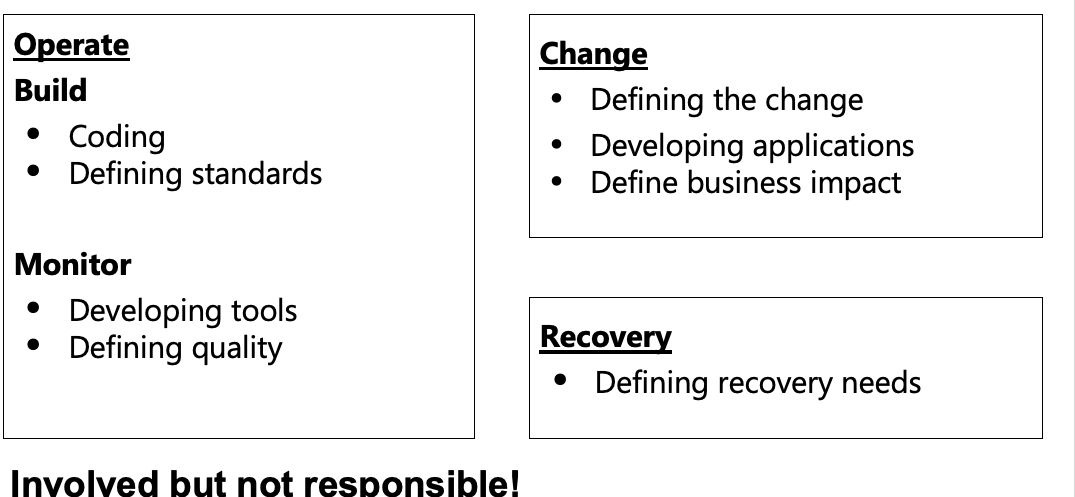 Operate
Build
• Coding
• Defining standards
Monitor
• Developing tools
• Defining quality
Change
• Defining the change
• Developing applications
• Define business impact
Recovery
• Defining recovery needs
Involved but not responsible!